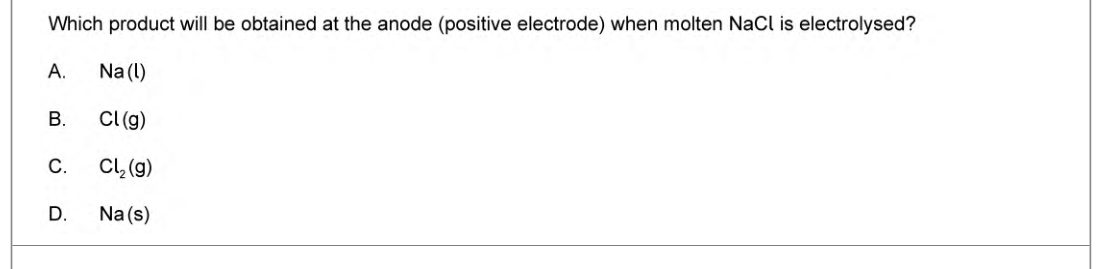 Which product will be obtained at the anode (positive electrode) when molten NaCl is electrolysed?
A. Na (l)
B. Cl (g)
C. Cl₂ (g)
D. Na (s)